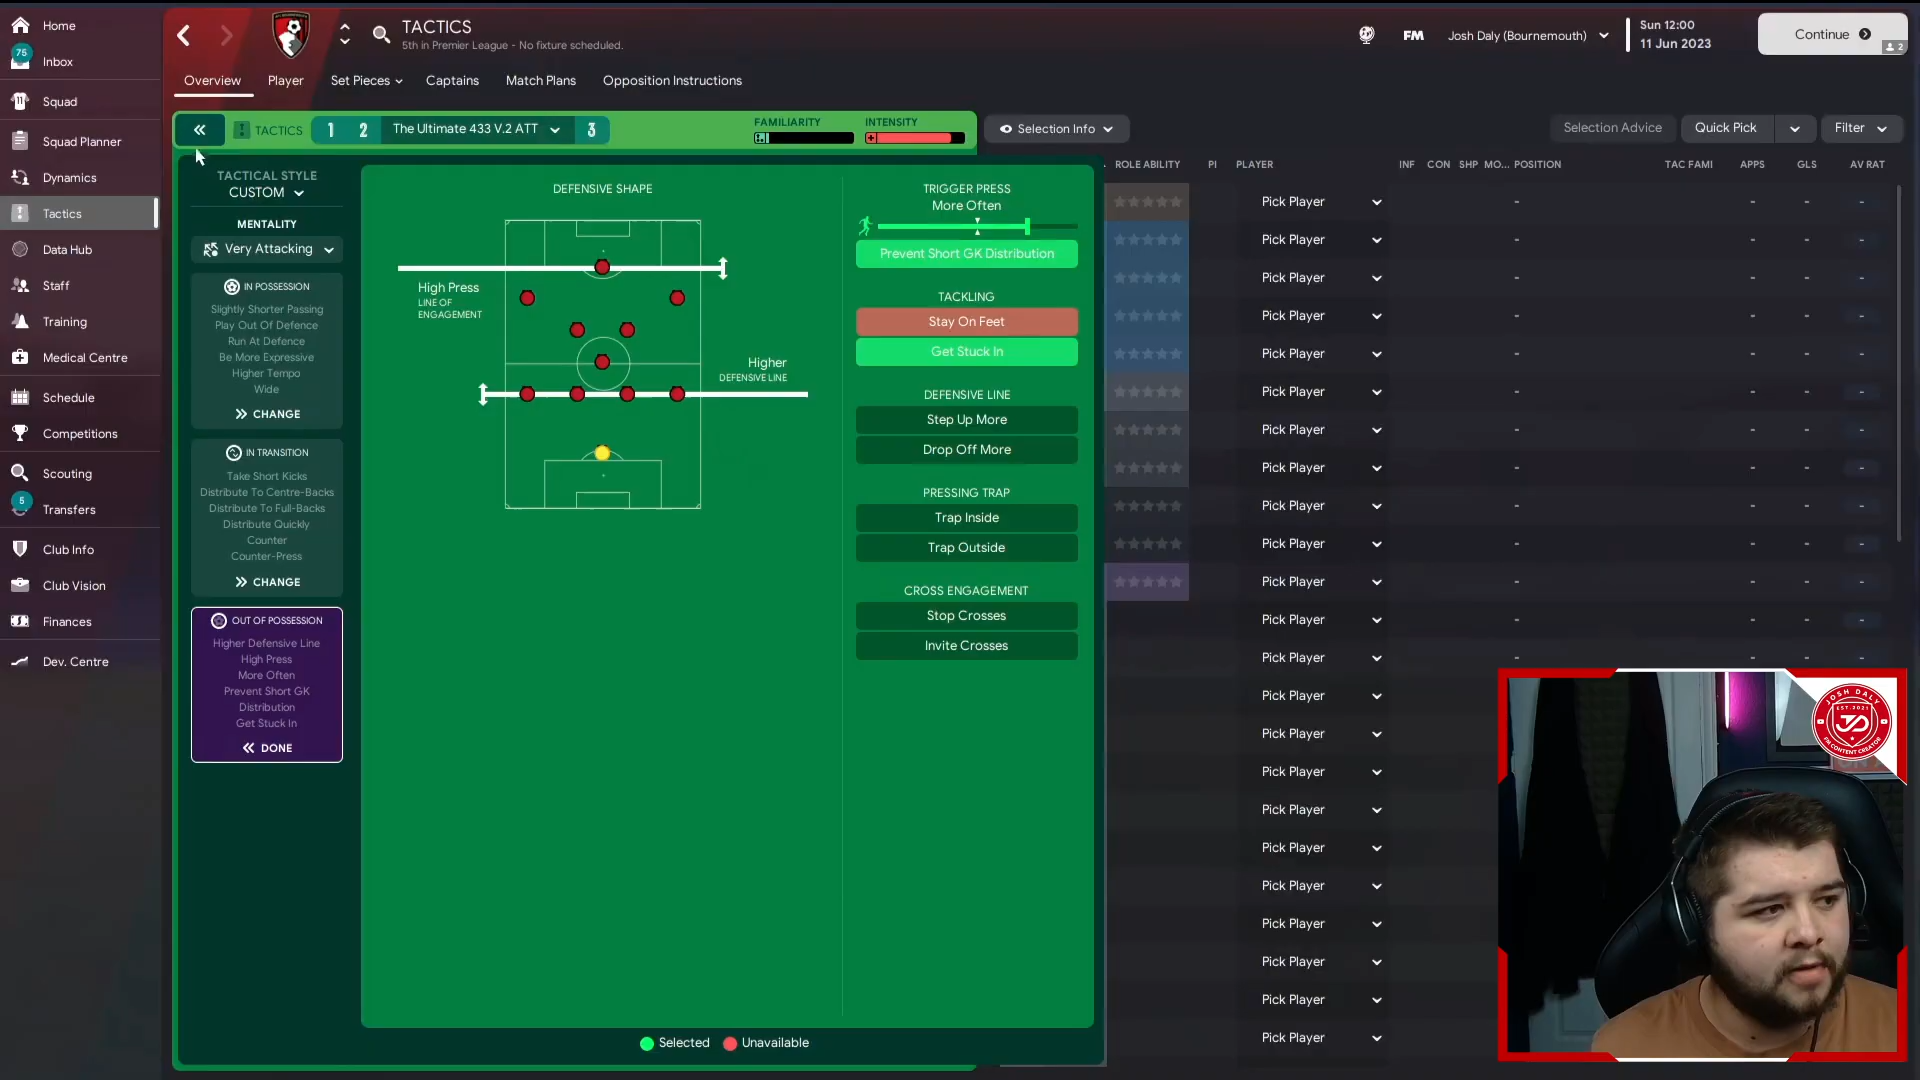 Home
75
Inbox
Squad
Squad Planner
Dynamics
Tactics
Data Hub
Staff
Training
Medical Centre
Schedule
Competitions
Scouting
5
Transfers
Club Info
Club Vision
Finances
Dev. Centre
TACTICS
5th in Premier League - No fixture scheduled.
FM
Josh Daly (Bournemouth)
Sun 12:00
11 Jun 2023
Continue
2
Overview
Player
Set Pieces
Captains
Match Plans
Opposition Instructions
TACTICS
1
2
The Ultimate 433 V.2 ATT
3
FAMILIARITY
INTENSITY
Selection Info
Selection Advice
Quick Pick
Filter
TACTICAL STYLE
CUSTOM
MENTALITY
Very Attacking
IN POSSESSION
Slightly Shorter Passing
Play Out Of Defence
Run At Defence
Be More Expressive
Higher Tempo
Wide
CHANGE
IN TRANSITION
Take Short Kicks
Distribute To Centre-Backs
Distribute To Full-Backs
Distribute Quickly
Counter
Counter-Press
CHANGE
OUT OF POSSESSION
Higher Defensive Line
High Press
More Often
Prevent Short GK
Distribution
Get Stuck In
DONE
DEFENSIVE SHAPE
High Press
LINE OF
ENGAGEMENT
Higher
DEFENSIVE LINE
TRIGGER PRESS
More Often
Prevent Short GK Distribution
TACKLING
Stay On Feet
Get Stuck In
DEFENSIVE LINE
Step Up More
Drop Off More
PRESSING TRAP
Trap Inside
Trap Outside
CROSS ENGAGEMENT
Stop Crosses
Invite Crosses
Selected
Unavailable
ROLE ABILITY PI PLAYER INF CON SHP MO... POSITION TAC FAMI APPS GLS AV RAT
Pick Player - - - -
Pick Player - - - -
Pick Player - - - -
Pick Player - - - -
Pick Player - - - -
Pick Player - - - -
Pick Player - - - -
Pick Player - - - -
Pick Player - - - -
Pick Player - - - -
Pick Player - - - -
Pick Player - - - -
Pick Player - - - -
Pick Player
Pick Player
Pick Player
Pick Player
Pick Player
Pick Player
Pick Player
Pick Player
Pick Player
Pick Player
JOSH DALY
EST. 2021
JD
FM CONTENT CREATOR